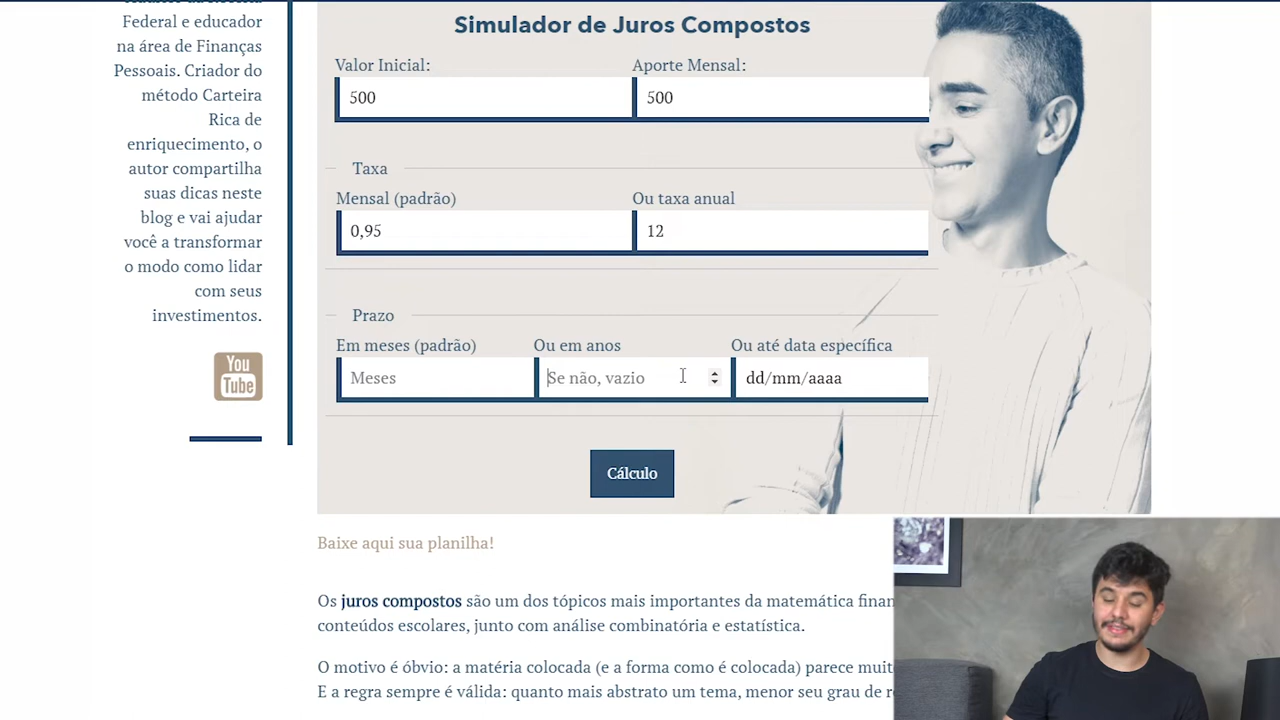 Federal e educador
na área de Finanças
Pessoais. Criador do
método Carteira
Rica de
enriquecimento, o
autor compartilha
suas dicas neste
blog e vai ajudar
você a transformar
o modo como lidar
com seus
investimentos.
You
Tube
Simulador de Juros Compostos
Valor Inicial:
Aporte Mensal:
500
500
Taxa
Mensal (padrão)
Ou taxa anual
0,95
12
Prazo
Em meses (padrão)
Ou em anos
Ou até data específica
Meses
Se não, vazio
dd/mm/aaaa
Cálculo
Baixe aqui sua planilha!
Os juros compostos são um dos tópicos mais importantes da matemática
conteúdos escolares, junto com análise combinatória e estatística.
O motivo é óbvio: a matéria colocada (e a forma como é colocada) parece
E a regra sempre é válida: quanto mais abstrato um tema, menor seu grau de